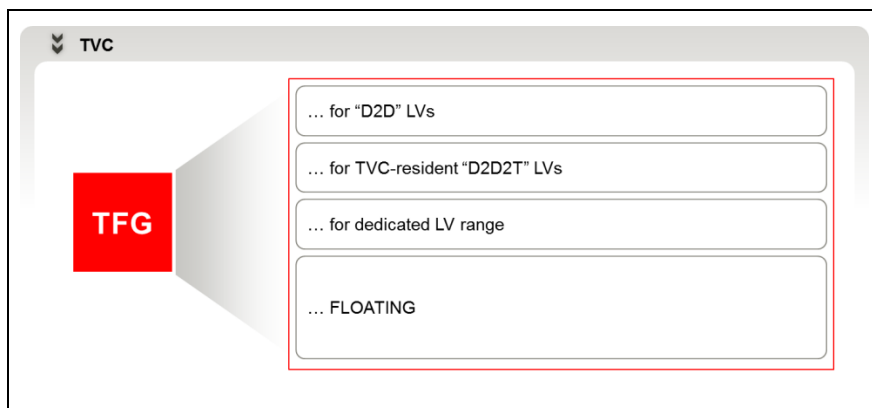 TVC
TFG
… for “D2D” LVs
… for TVC-resident “D2D2T” LVs
… for dedicated LV range
… FLOATING